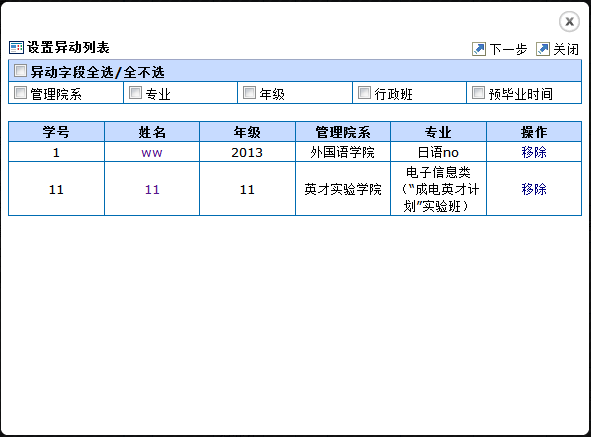 设置异动列表 下一步 关闭
异动字段全选/全不选
管理院系 专业 年级 行政班 预毕业时间
学号 姓名 年级 管理院系 专业 操作
1 ww 2013 外国语学院 日语no 移除
11 11 11 英才实验学院 电子信息类
（“成电英才计
划”实验班） 移除